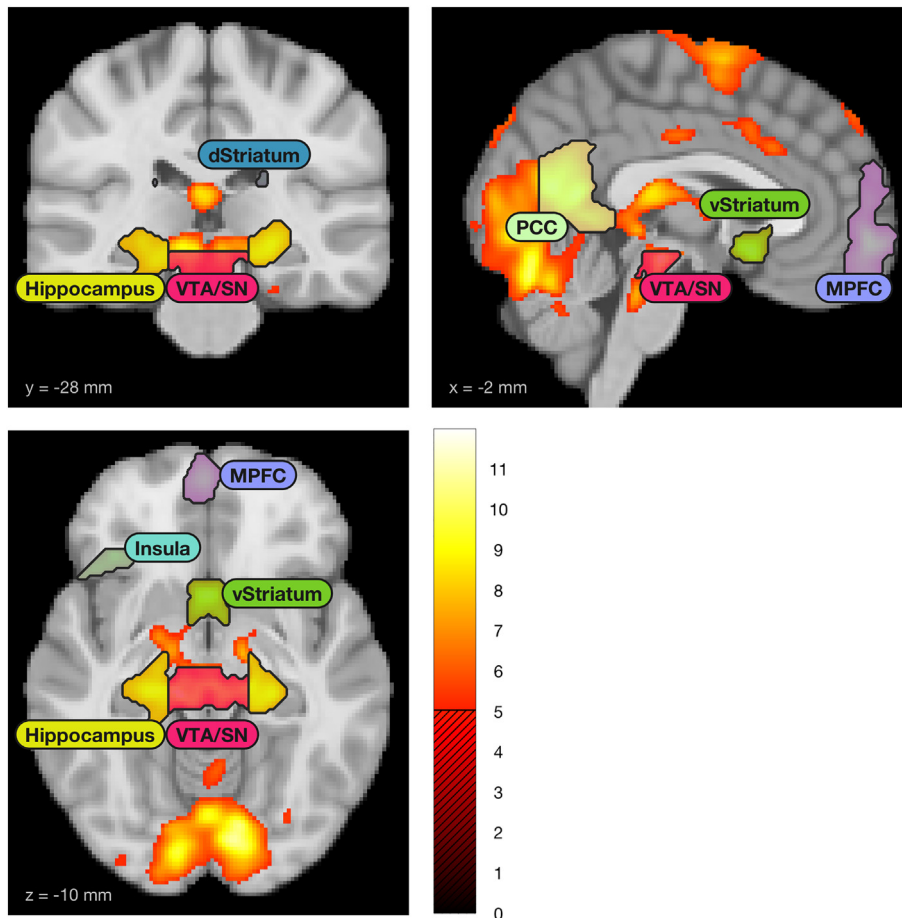 dStriatum
Hippocampus
VTA/SN
y = -28 mm
vStriatum
PCC
VTA/SN
MPFC
x = -2 mm
MPFC
Insula
vStriatum
Hippocampus
VTA/SN
z = -10 mm
11
10
9
8
7
6
5
4
3
2
1
0